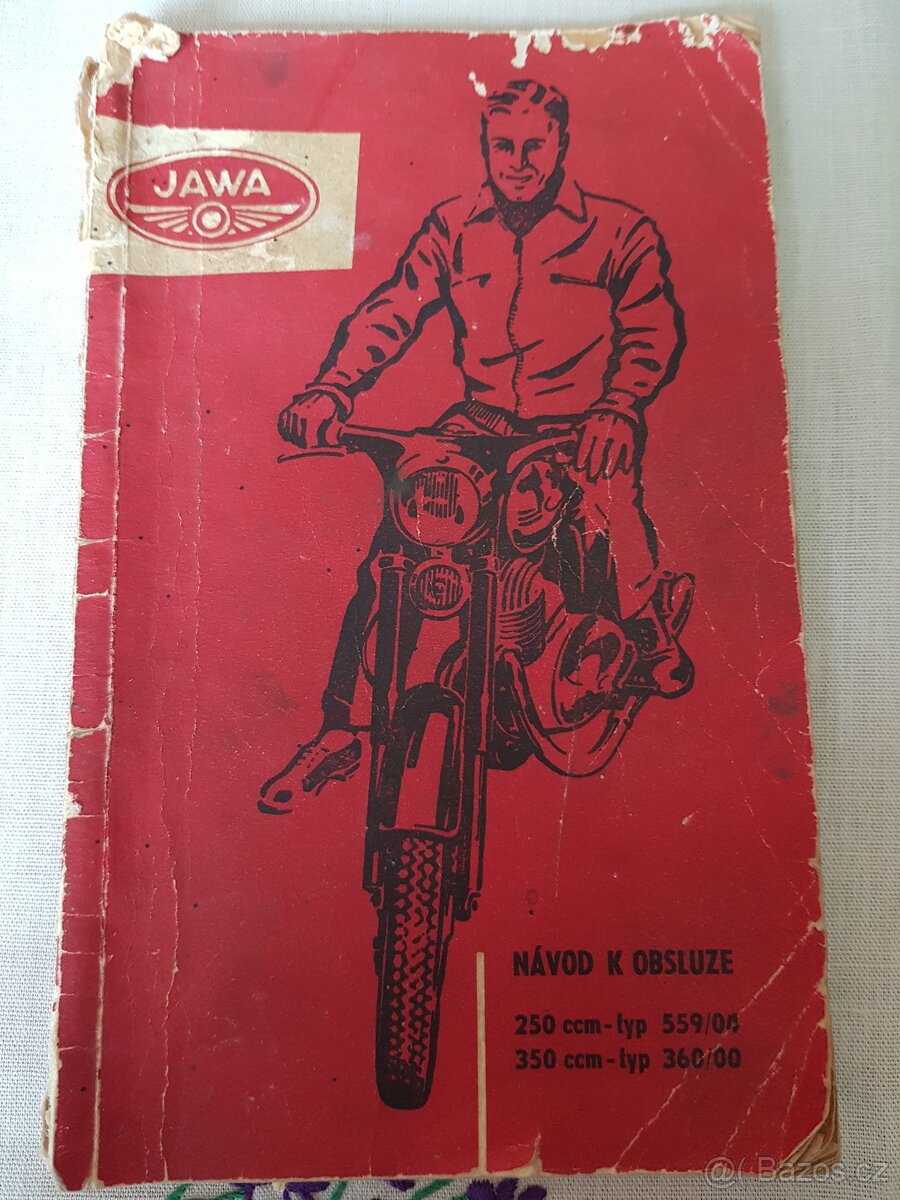 JAWA
NÁVOD K OBSLUZE
250 ccm - typ 559/04
350 ccm - typ 360/00
@( Bazos.cz